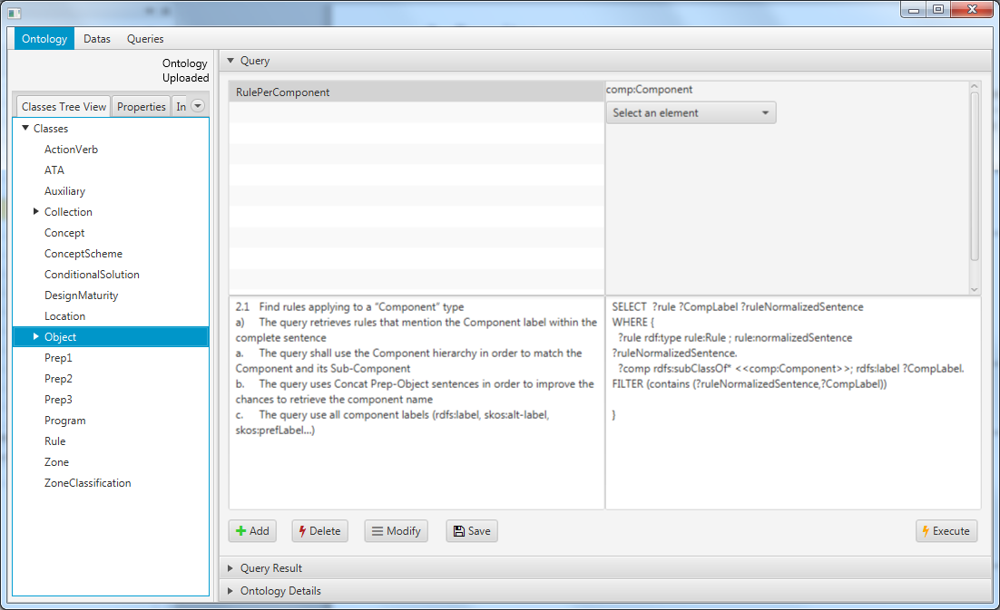 Ontology Datas Queries
Ontology
Uploaded
Classes Tree View Properties In
Classes
ActionVerb
ATA
Auxiliary
Collection
Concept
ConceptScheme
ConditionalSolution
DesignMaturity
Location
Object
Prep1
Prep2
Prep3
Program
Rule
Zone
ZoneClassification
Query
RulePerComponent
comp:Component
Select an element
2.1 Find rules applying to a “Component” type
a) The query retrieves rules that mention the Component label within the
complete sentence
a. The query shall use the Component hierarchy in order to match the
Component and its Sub-Component
b. The query uses Concat Prep-Object sentences in order to improve the
chances to retrieve the component name
c. The query use all component labels (rdfs:label, skos:alt-label,
skos:prefLabel...)
SELECT ?rule ?CompLabel ?ruleNormalizedSentence
WHERE {
?Rule rdf:type rule:Rule ; rule:normalizedSentence
?ruleNormalizedSentence.
?comp rdfs:subClassOf* <<comp:Component>>; rdfs:label ?CompLabel.
FILTER (contains (?ruleNormalizedSentence,?CompLabel))
}
Add Delete Modify Save Execute
Query Result
Ontology Details